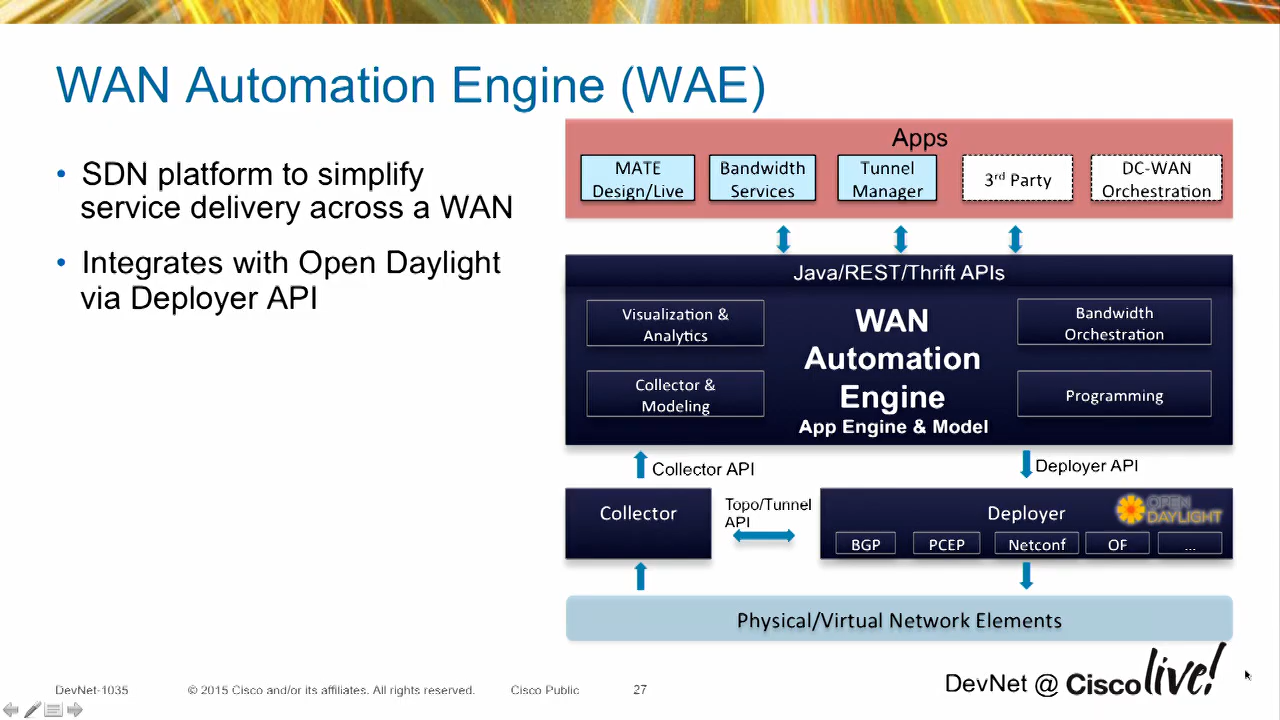 WAN Automation Engine (WAE)
• SDN platform to simplify
service delivery across a WAN
• Integrates with Open Daylight
via Deployer API
Apps
MATE
Design/Live
Bandwidth
Services
Tunnel
Manager
3rd Party
DC-WAN
Orchestration
Java/REST/Thrift APIs
Visualization &
Analytics
Collector &
Modeling
WAN
Automation
Engine
App Engine & Model
Bandwidth
Orchestration
Programming
Collector API
Deployer API
Collector
Topo/Tunnel
API
Deployer
OPEN
DAYLIGHT
BGP
PCEP
Netconf
OF
...
Physical/Virtual Network Elements
DevNet-1035
© 2015 Cisco and/or its affiliates. All rights reserved.
Cisco Public
27
DevNet @ Cisco live!